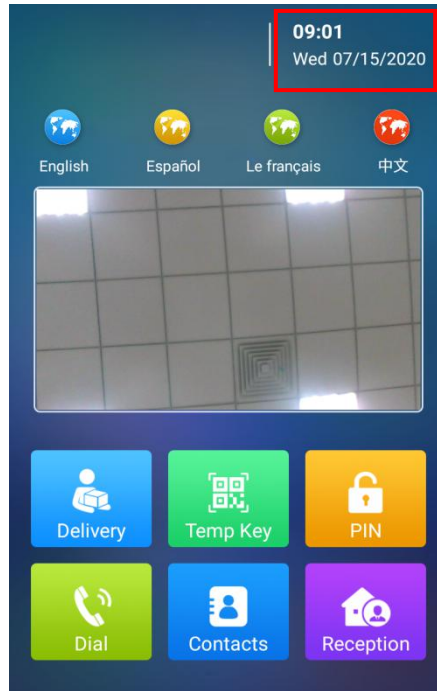 09:01
Wed 07/15/2020
English Español Le français 中文
Delivery Temp Key PIN
Dial Contacts Reception